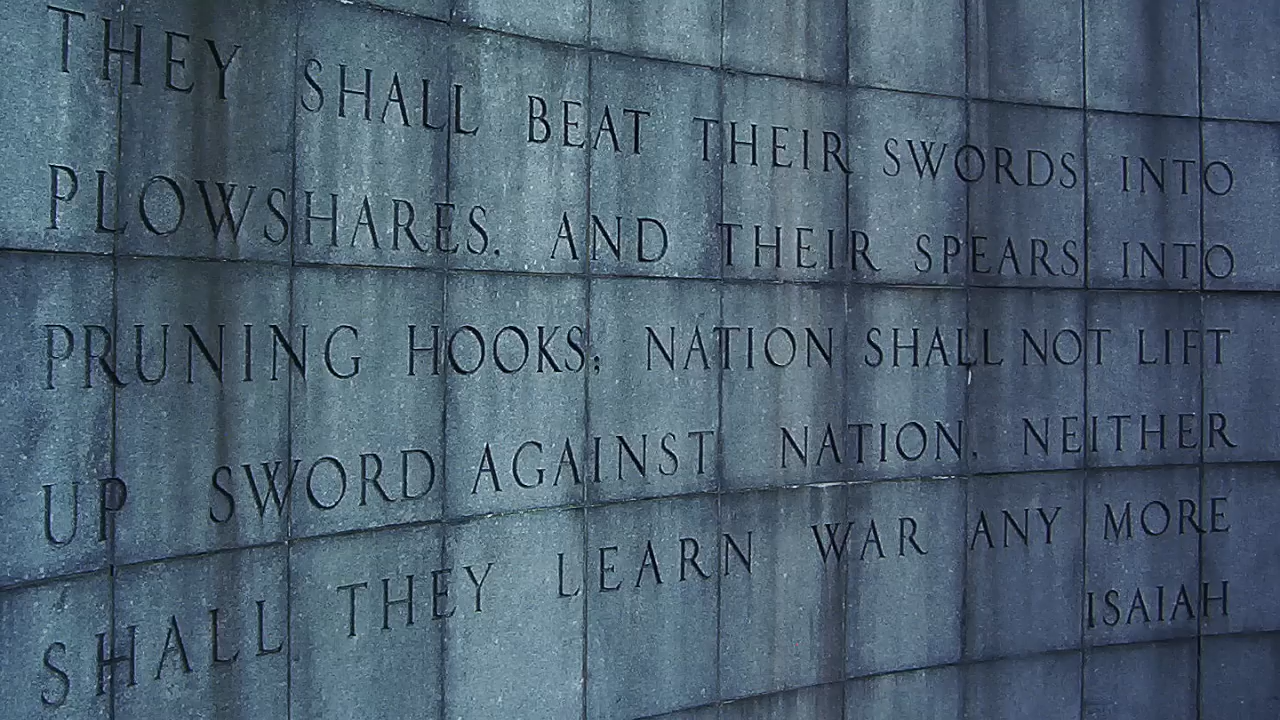 THEY SHALL BEAT THEIR SWORDS INTO
PLOWSHARES. AND THEIR SPEARS INTO
PRUNING HOOKS; NATION SHALL NOT LIFT
UP SWORD AGAINST NATION. NEITHER
SHALL THEY LEARN WAR ANY MORE
ISAIAH